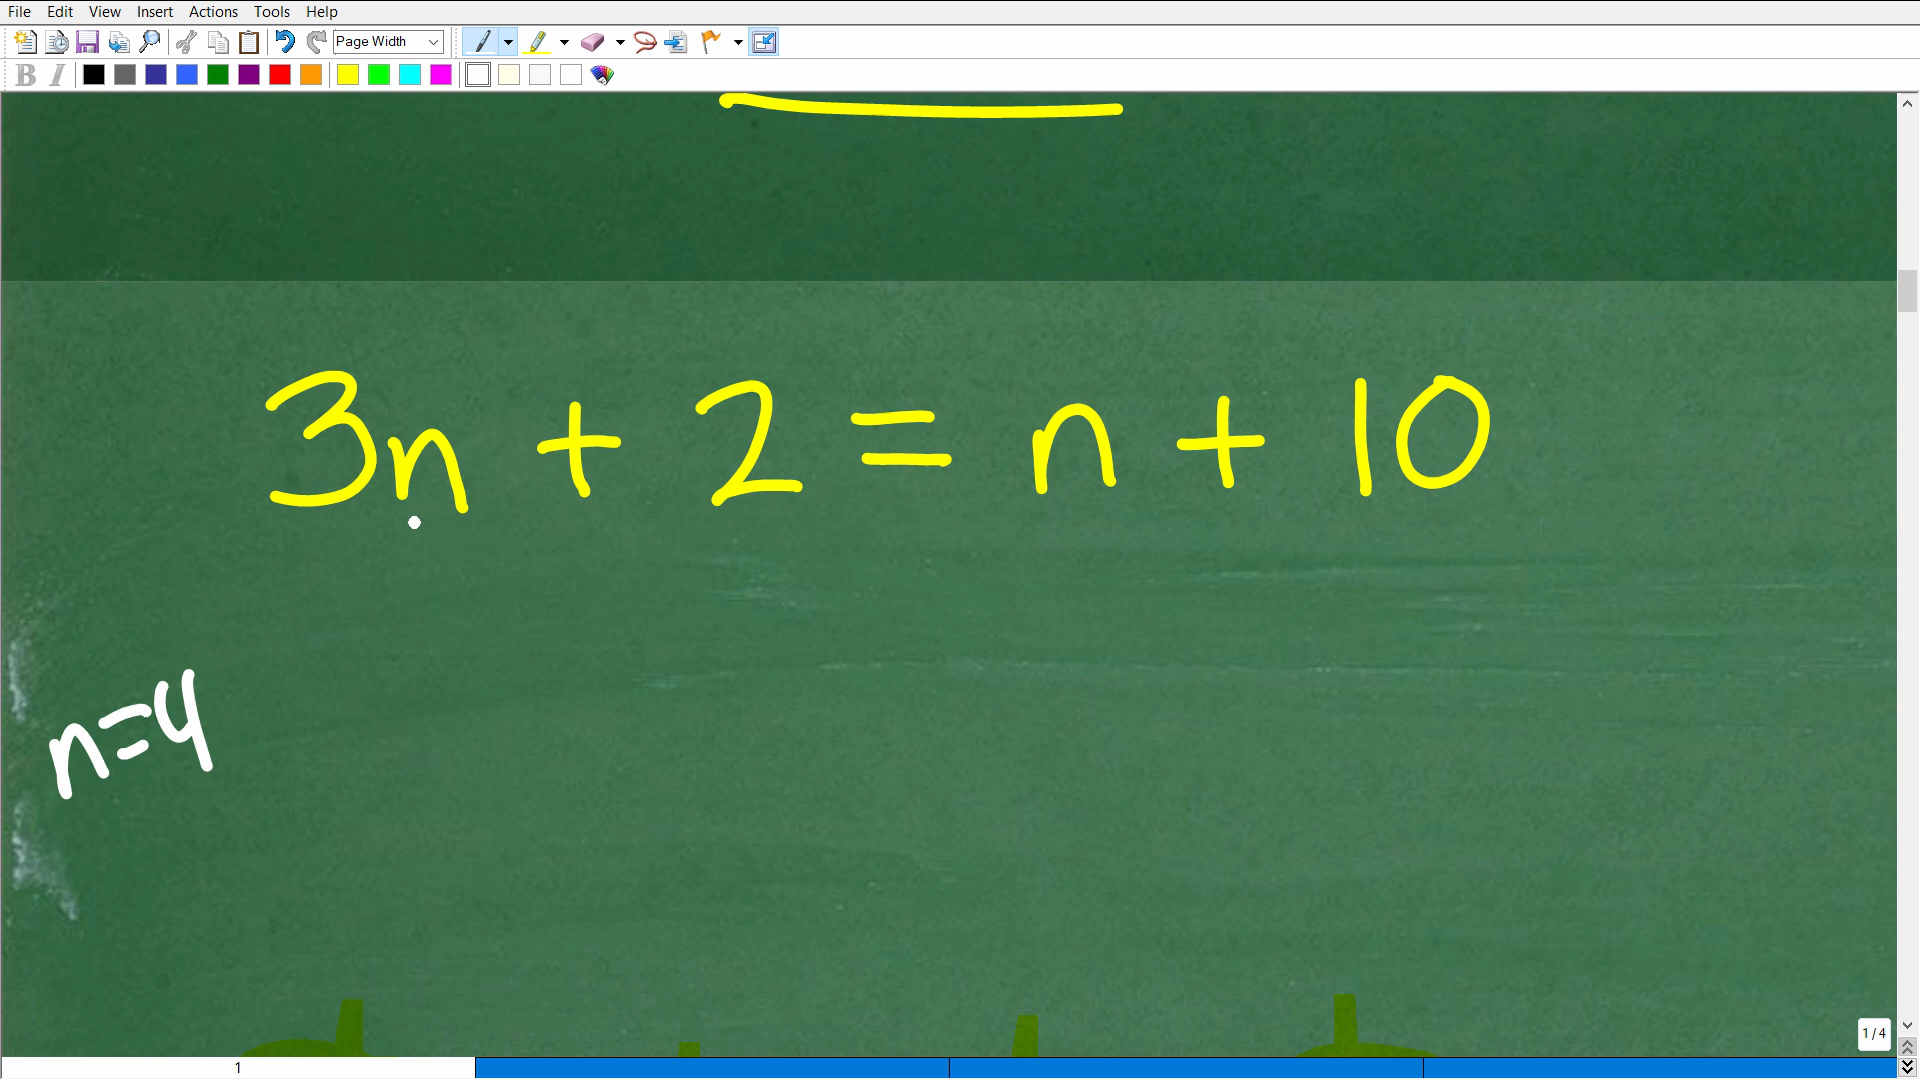 File Edit View Insert Actions Tools Help
Page Width
B I
3n + 2 = n + 10
n=4
1 / 4
1